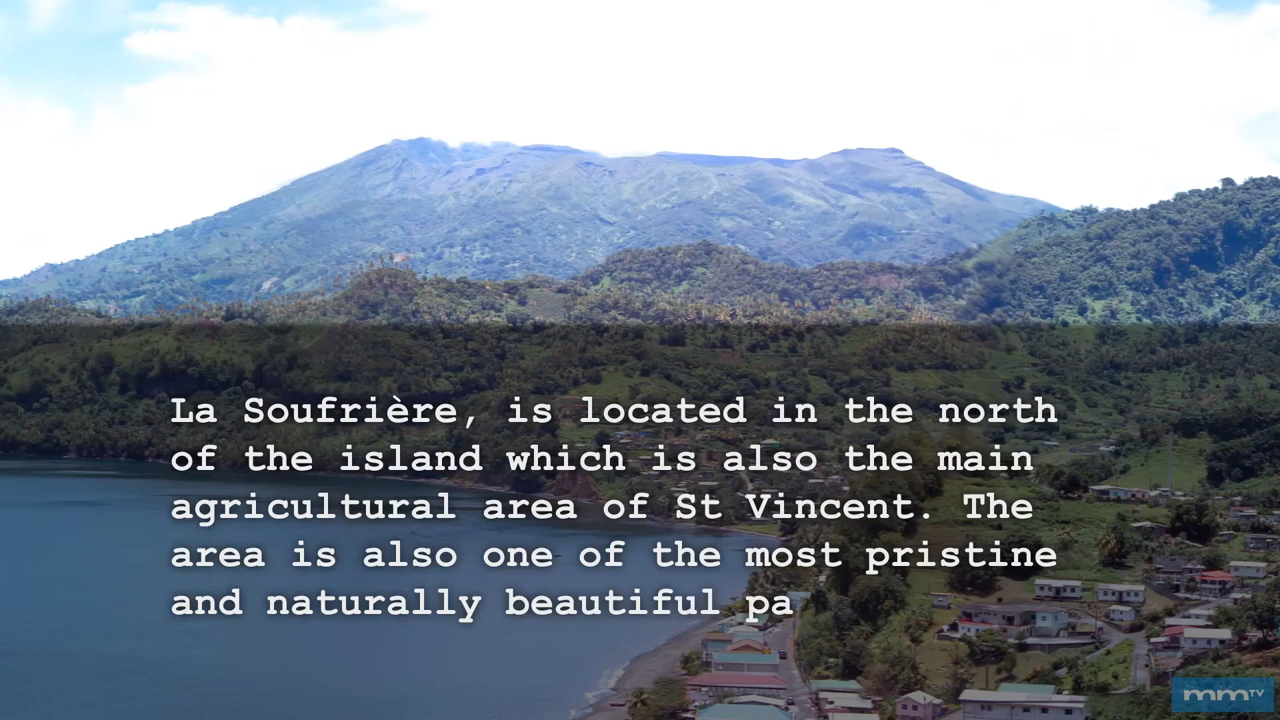 La Soufrière, is located in the north
of the island which is also the main
agricultural area of St Vincent. The
area is also one of the most pristine
and naturally beautiful pa
mmTV